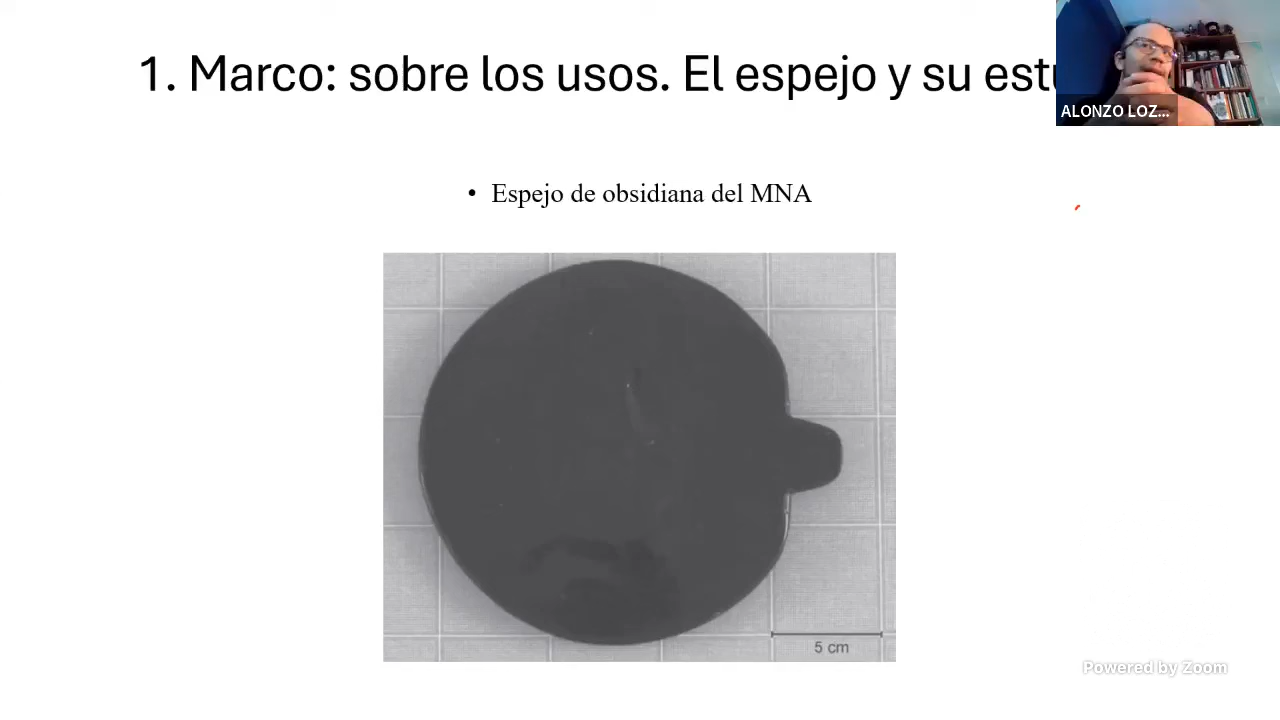 1. Marco: sobre los usos. El espejo y su
ALONZO LOZ...
• Espejo de obsidiana del MNA
5 cm
Powered by Zoom